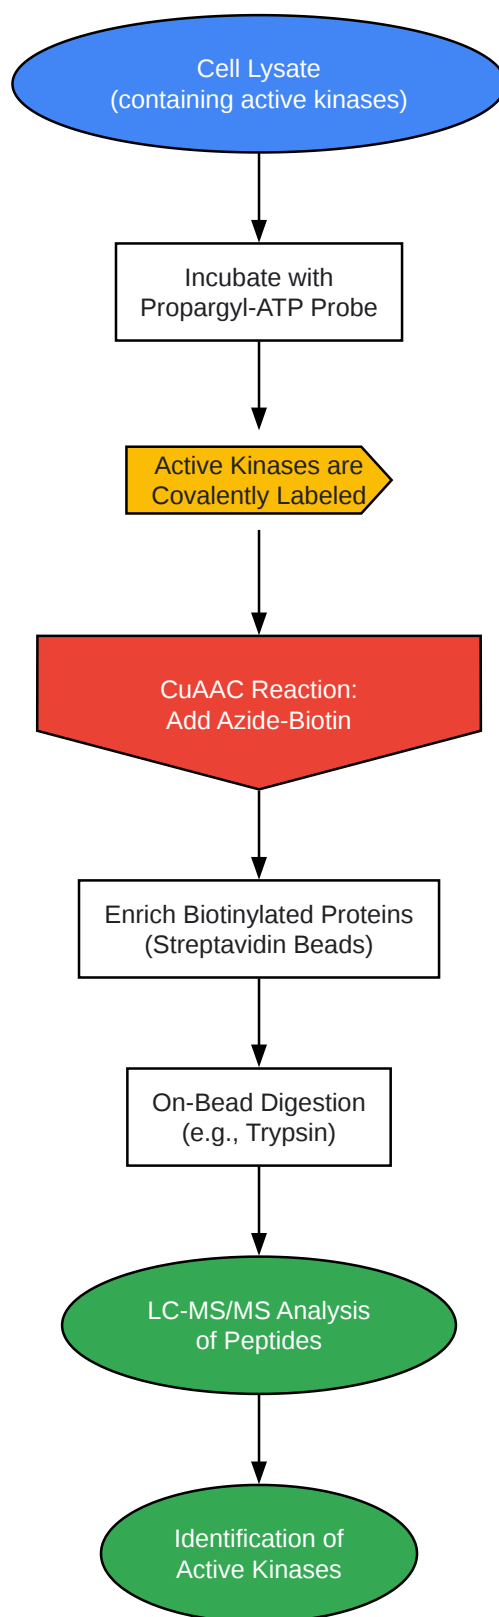 Cell Lysate
(containing active kinases)
Incubate with
Propargyl-ATP Probe
Active Kinases are
Covalently Labeled
CuAAC Reaction:
Add Azide-Biotin
Enrich Biotinylated Proteins
(Streptavidin Beads)
On-Bead Digestion
(e.g., Trypsin)
LC-MS/MS Analysis
of Peptides
Identification of
Active Kinases